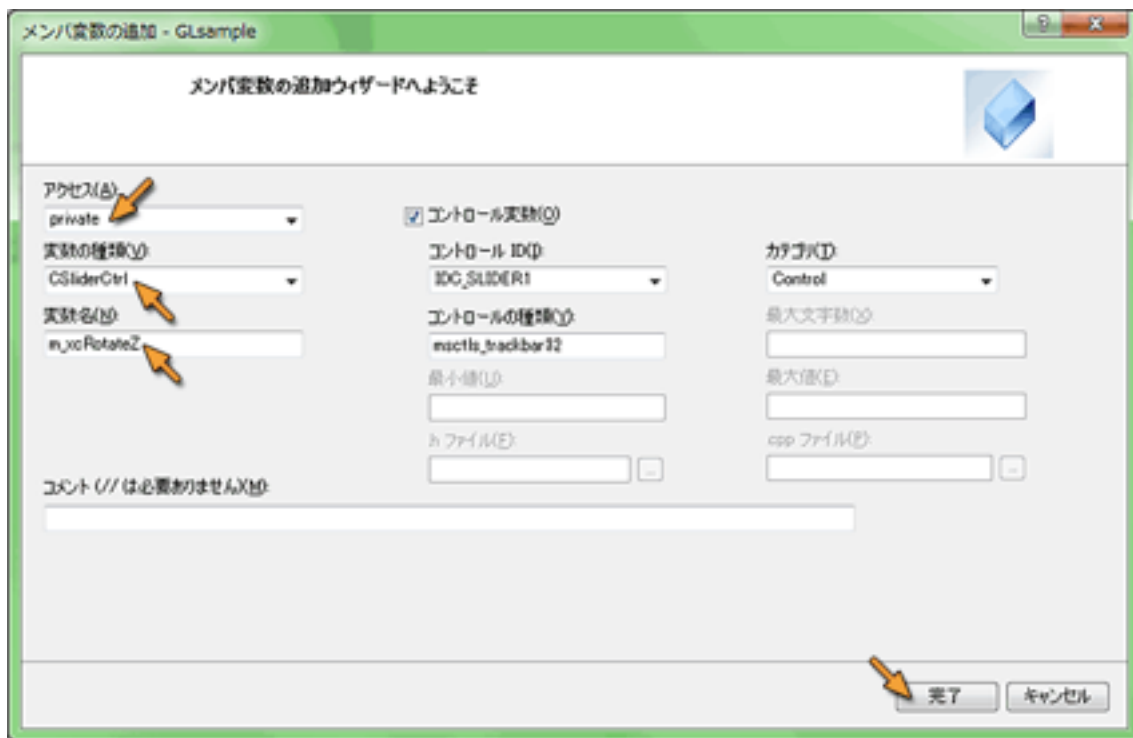 メンバ変数の追加 - GLsample
メンバ変数の追加ウィザードへようこそ
アクセス(A):
private
コントロール変数(O)
変数の種類(V):
CSliderCtrl
コントロール ID(I):
IDC_SLIDER1
カテゴリ(T):
Control
変数名(N):
m_xcRotateZ
コントロールの種類(Y):
msctls_trackbar32
最大文字数(X):
最小値(U):
最大値(E):
.h ファイル(F):
...
.cpp ファイル(P):
...
コメント (// は必要ありません)(M):
完了
キャンセル